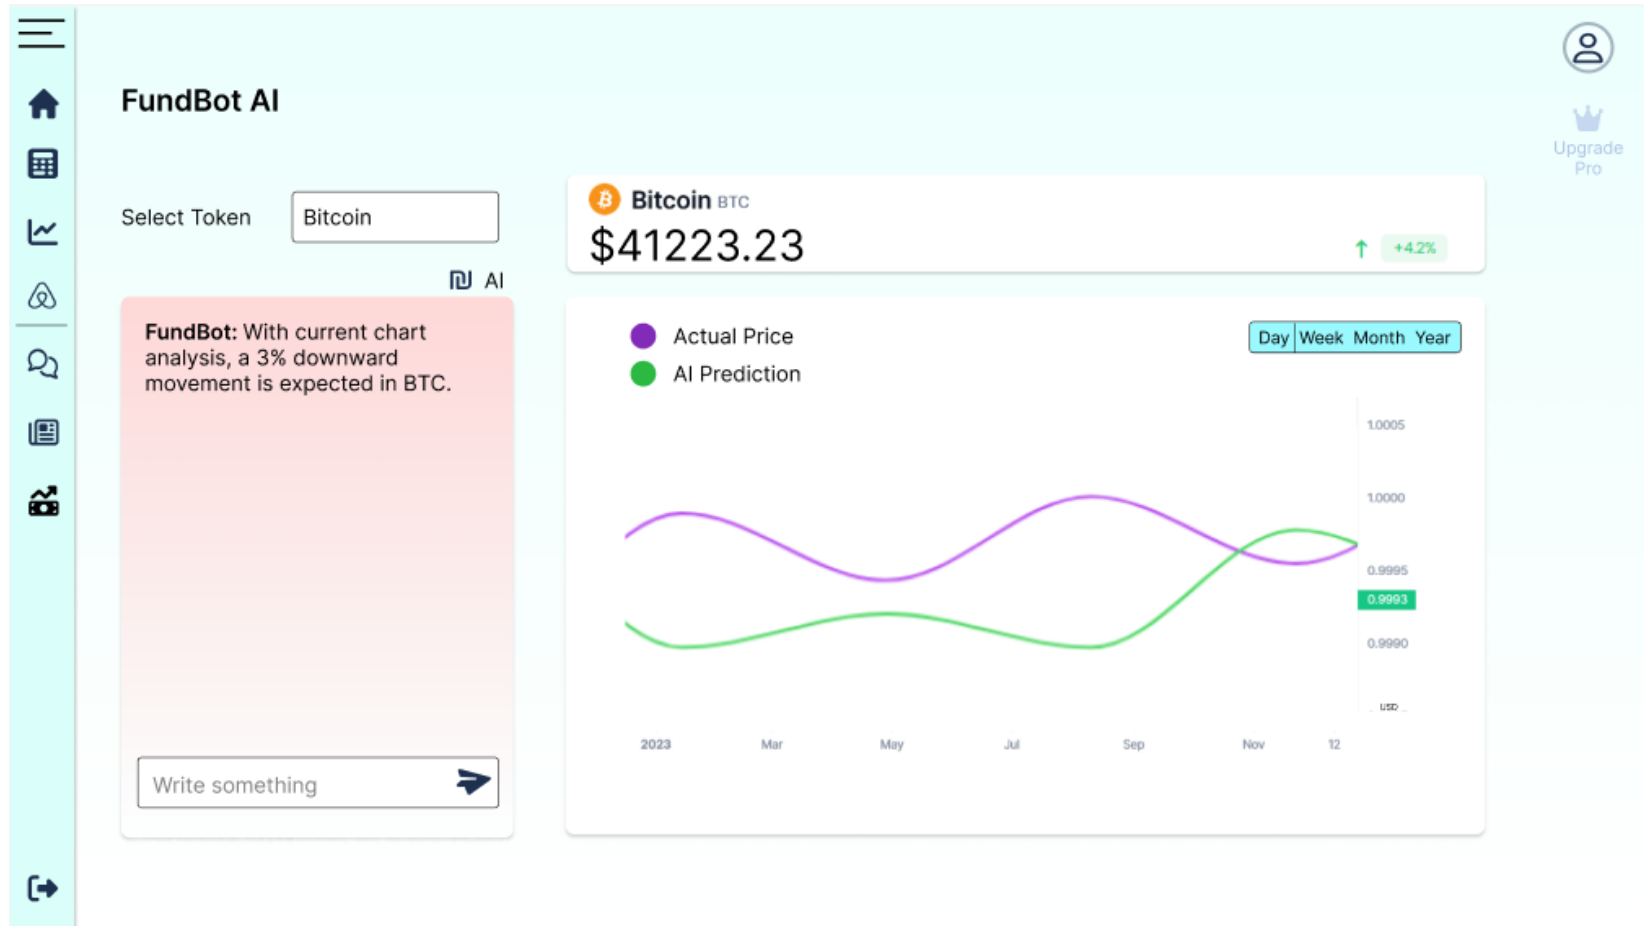 FundBot AI
Upgrade
Pro
Select Token
Bitcoin
AI
FundBot: With current chart
analysis, a 3% downward
movement is expected in BTC.
Write something
Bitcoin BTC
$41223.23
+4.2%
Actual Price
AI Prediction
Day Week Month Year
1.0005
1.0000
0.9995
0.9993
0.9990
USD
2023 Mar May Jul Sep Nov 12